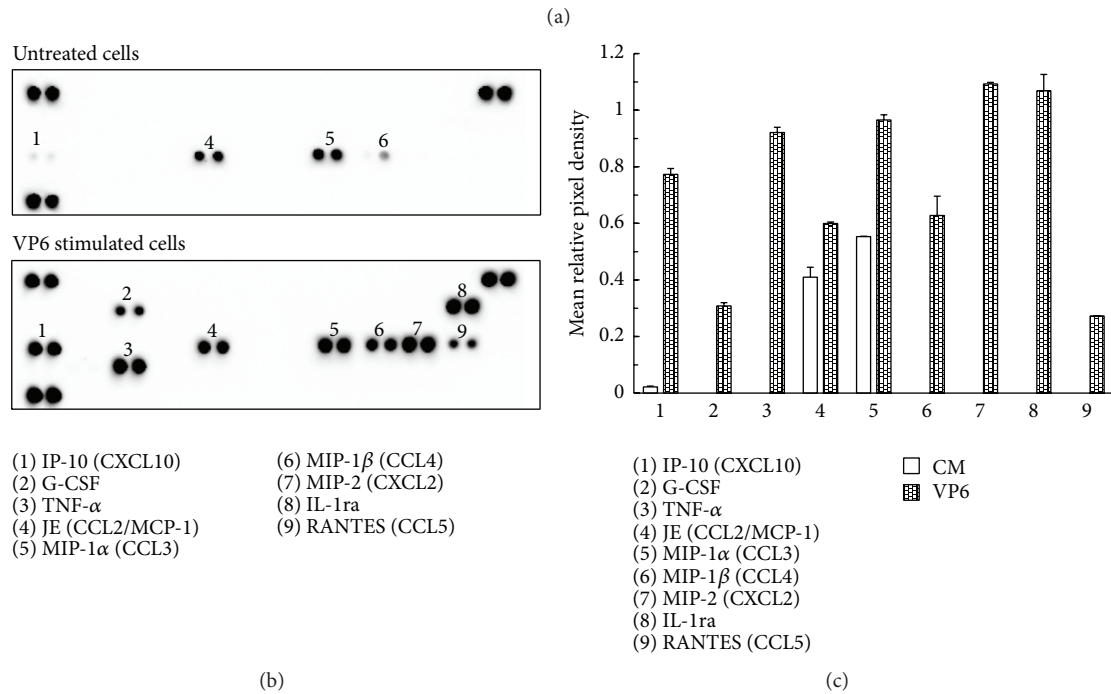 (a)
Untreated cells
1
4
5
6
VP6 stimulated cells
2
8
1
4
5
6
7
9
3
(1) IP-10 (CXCL10)
(2) G-CSF
(3) TNF-α
(4) JE (CCL2/MCP-1)
(5) MIP-1α (CCL3)
(6) MIP-1β (CCL4)
(7) MIP-2 (CXCL2)
(8) IL-1ra
(9) RANTES (CCL5)
(b)
Mean relative pixel density
1.2
1
0.8
0.6
0.4
0.2
0
1 2 3 4 5 6 7 8 9
(1) IP-10 (CXCL10)
(2) G-CSF
(3) TNF-α
(4) JE (CCL2/MCP-1)
(5) MIP-1α (CCL3)
(6) MIP-1β (CCL4)
(7) MIP-2 (CXCL2)
(8) IL-1ra
(9) RANTES (CCL5)
CM
VP6
(c)